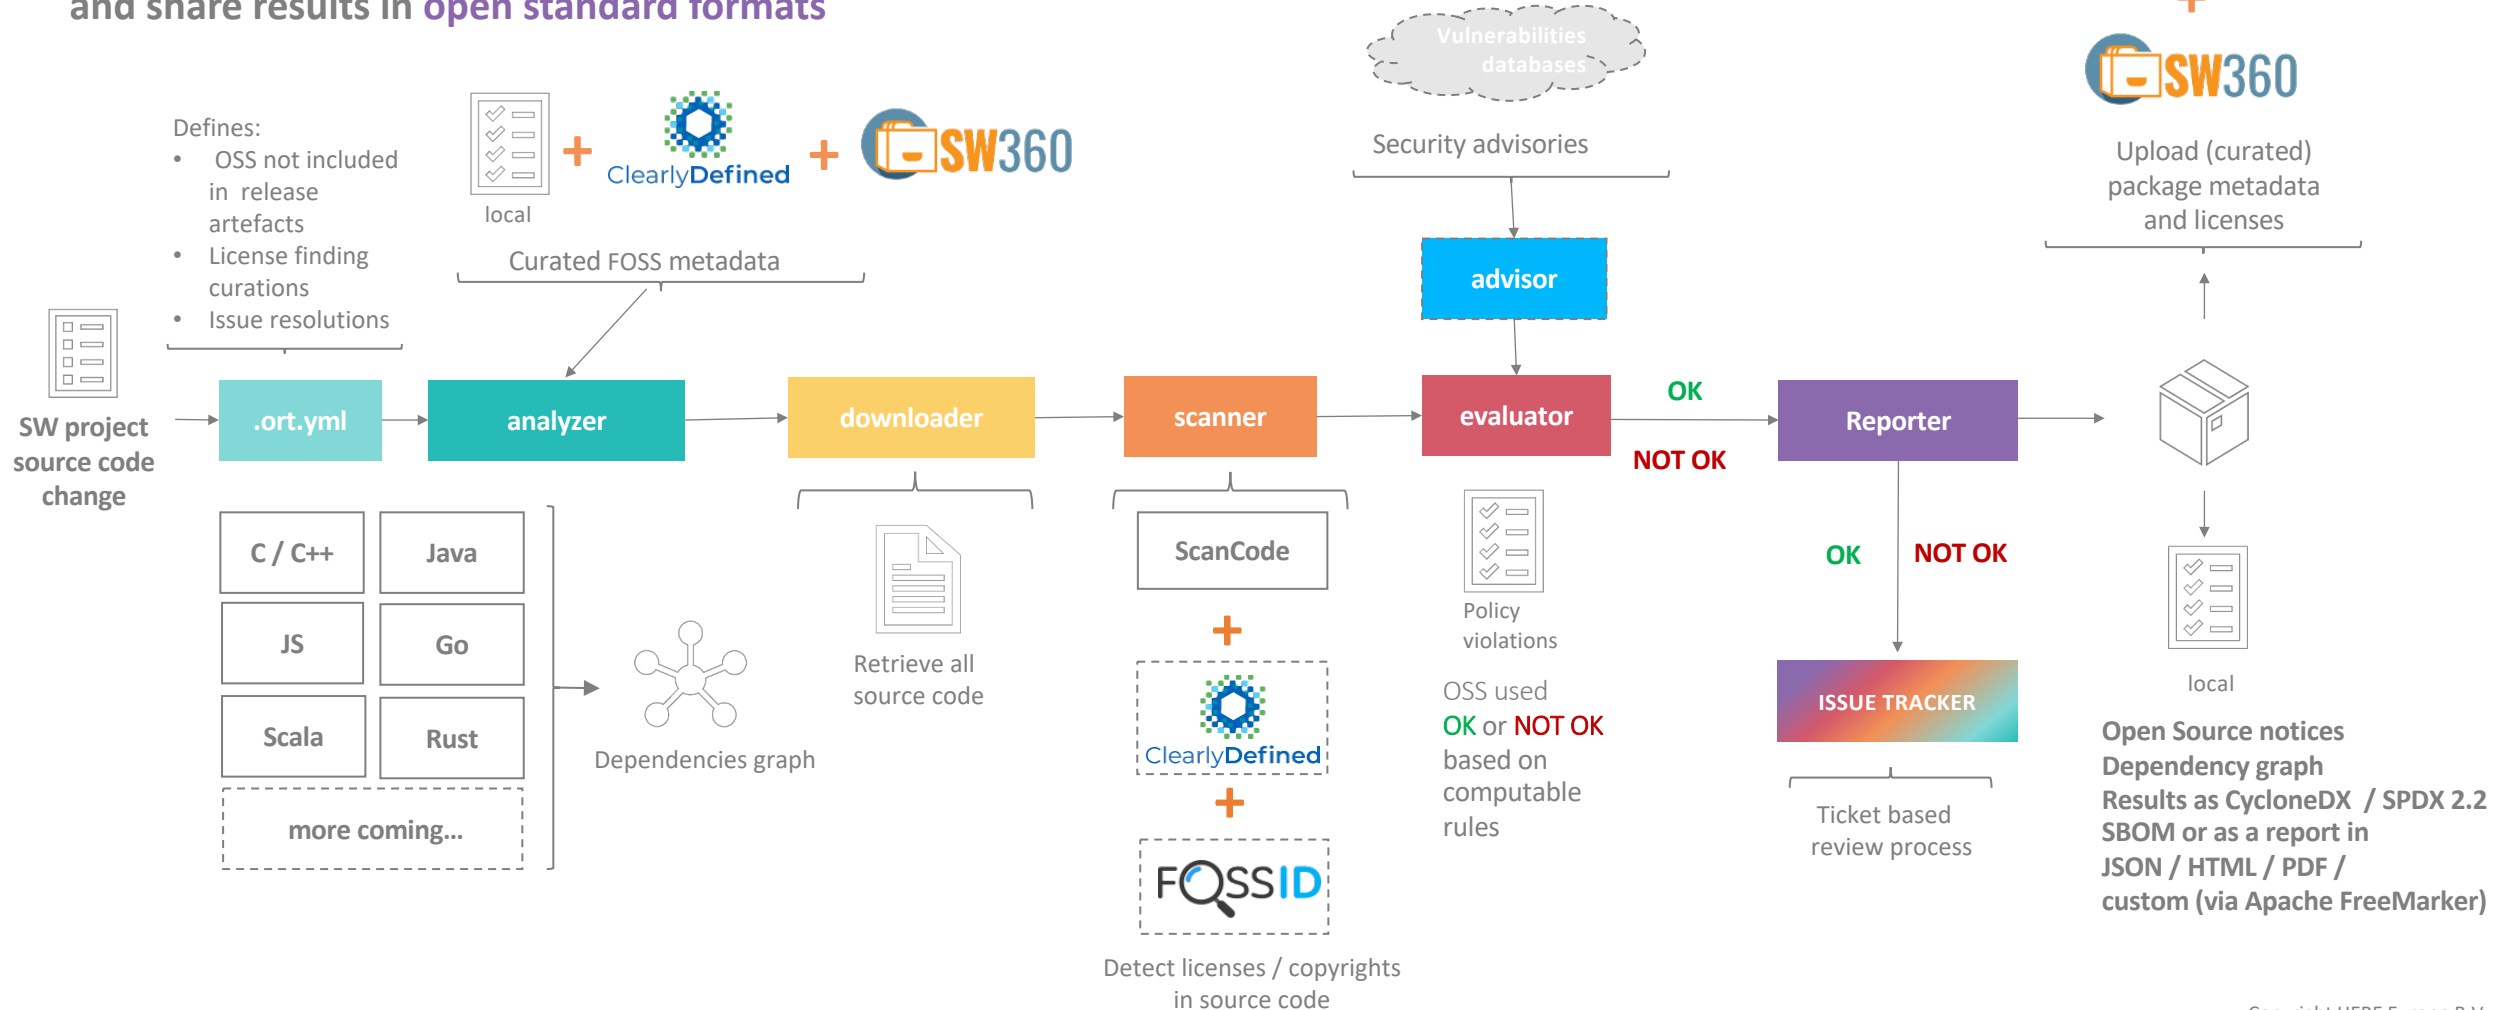 and share results in open standard formats
Vulnerabilities
databases
Security advisories
SW360
Upload (curated)
package metadata
and licenses
Defines:
• OSS not included
in release
artefacts
• License finding
curations
• Issue resolutions
local
+
ClearlyDefined
+
SW360
Curated FOSS metadata
advisor
SW project
source code
change
.ort.yml
analyzer
downloader
scanner
evaluator
OK
NOT OK
Reporter
C / C++
Java
JS
Go
Scala
Rust
more coming...
Dependencies graph
Retrieve all
source code
ScanCode
+
ClearlyDefined
+
FOSSID
Detect licenses / copyrights
in source code
Policy
violations
OSS used
OK or NOT OK
based on
computable
rules
OK
NOT OK
ISSUE TRACKER
Ticket based
review process
local
Open Source notices
Dependency graph
Results as CycloneDX / SPDX 2.2
SBOM or as a report in
JSON / HTML / PDF /
custom (via Apache FreeMarker)
Copyright HERE Europe B.V.